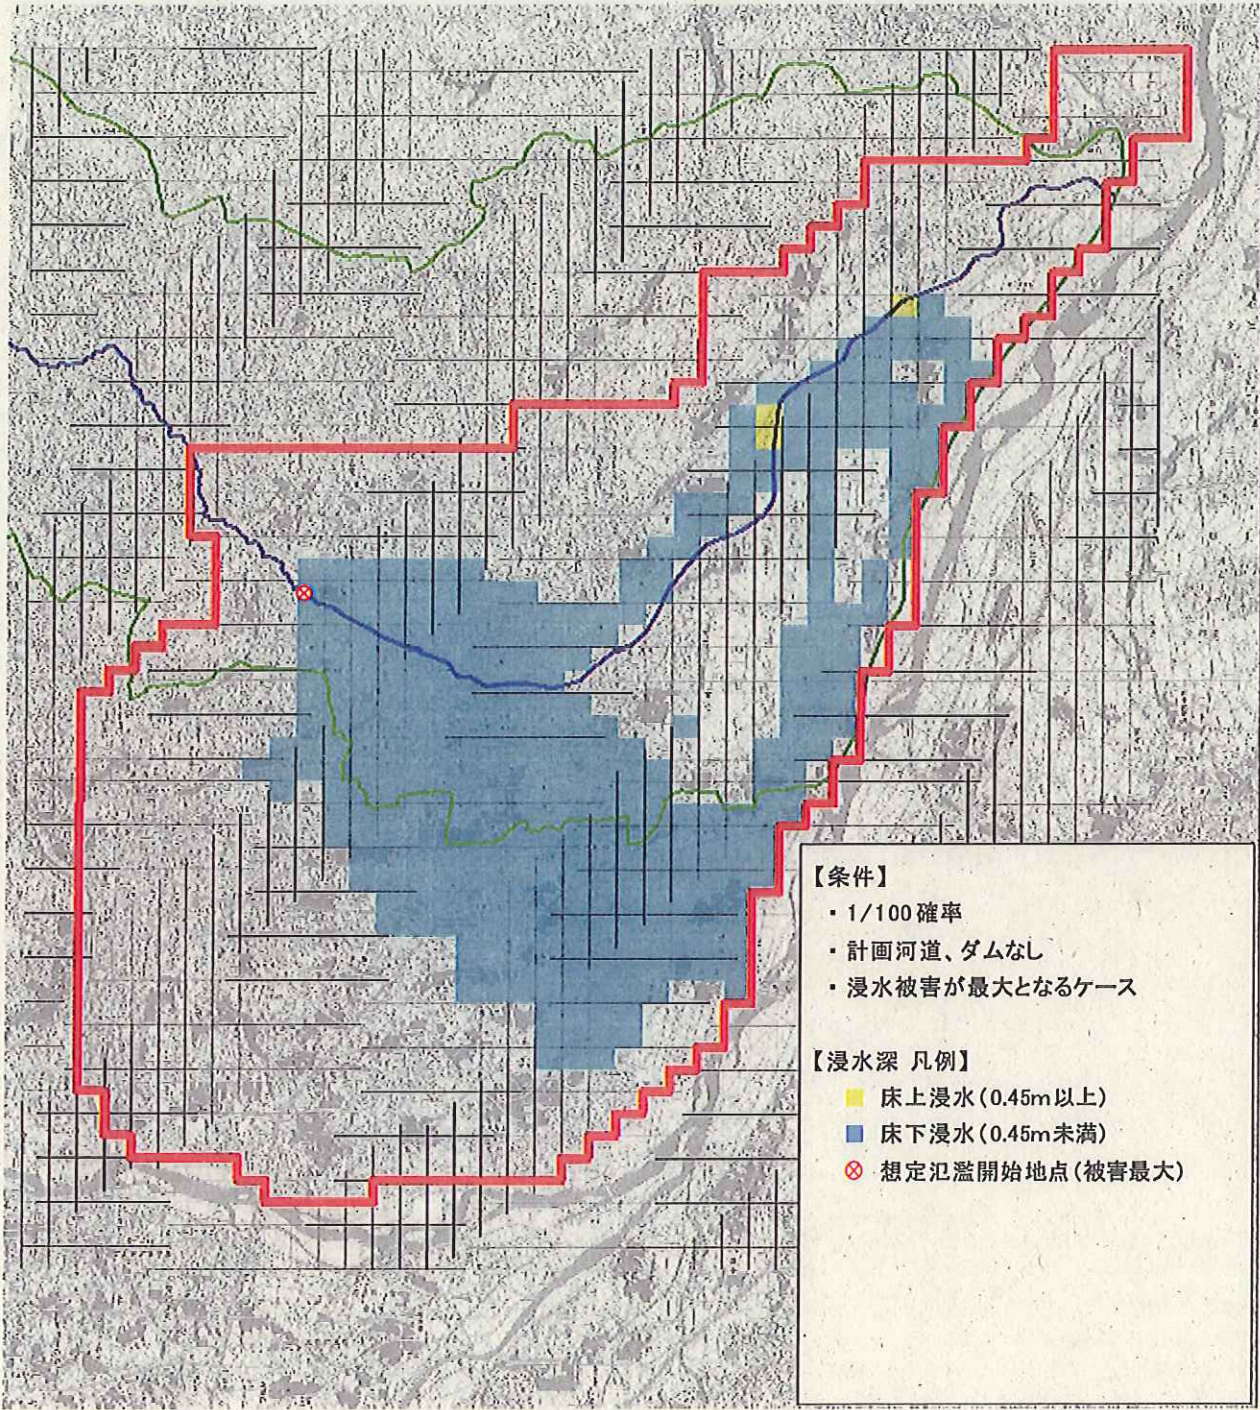 【条件】
・1/100確率
・計画河道、ダムなし
・浸水被害が最大となるケース
【浸水深 凡例】
床上浸水(0.45m以上)
床下浸水(0.45m未満)
想定氾濫開始地点(被害最大)